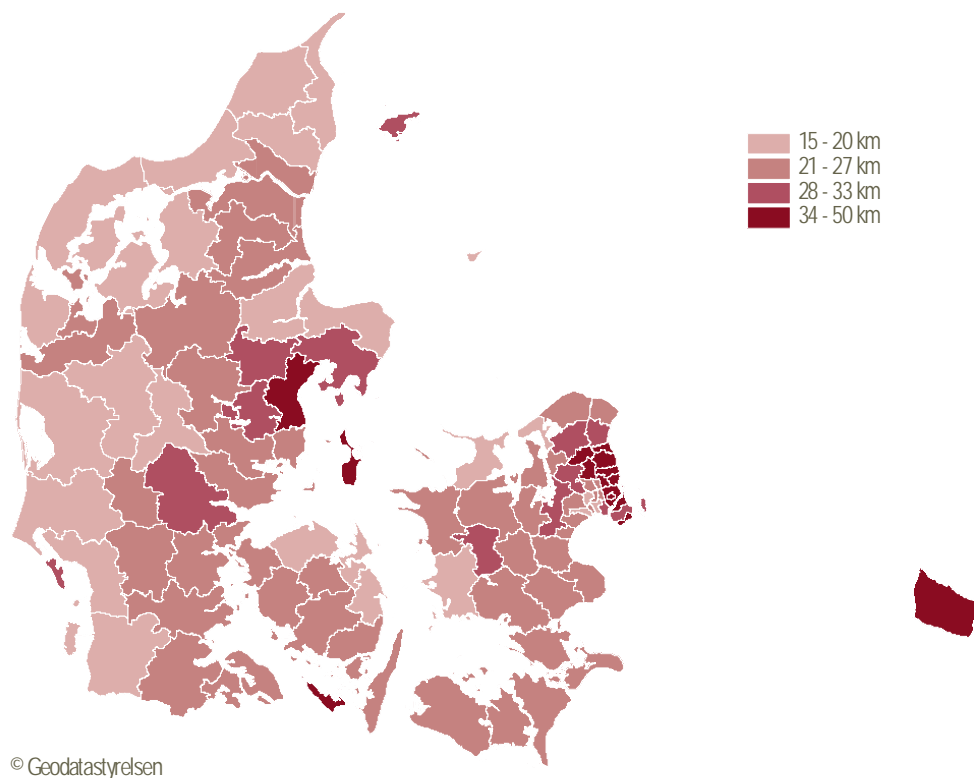 15 - 20 km
21 - 27 km
28 - 33 km
34 - 50 km
© Geodatastyrelsen